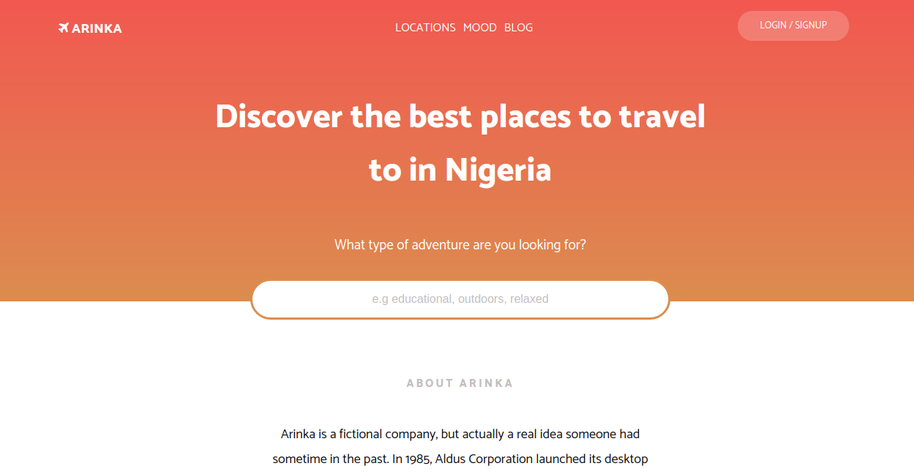 ARINKA
LOCATIONS MOOD BLOG
LOGIN / SIGNUP
Discover the best places to travel
to in Nigeria
What type of adventure are you looking for?
e.g educational, outdoors, relaxed
ABOUT ARINKA
Arinka is a fictional company, but actually a real idea someone had
sometime in the past. In 1985, Aldus Corporation launched its desktop